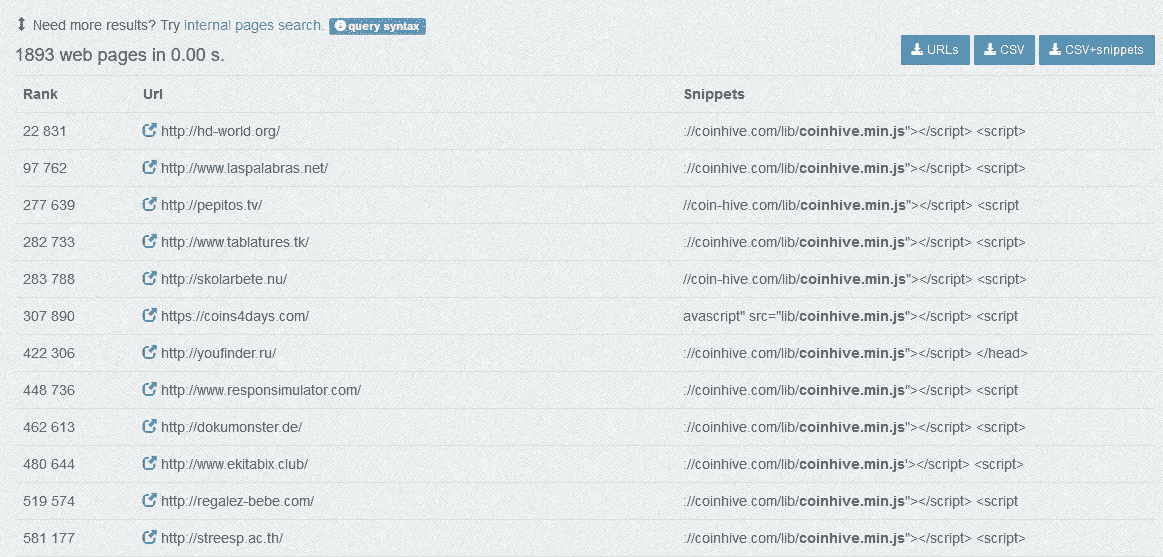 Need more results? Try internal pages search. query syntax
1893 web pages in 0.00 s.
URLs CSV CSV+snippets
Rank Url Snippets
22 831 http://hd-world.org/ ://coinhive.com/lib/coinhive.min.js"></script> <script>
97 762 http://www.laspalabras.net/ ://coinhive.com/lib/coinhive.min.js"></script> <script>
277 639 http://pepitos.tv/ //coin-hive.com/lib/coinhive.min.js"></script> <script
282 733 http://www.tablatures.tk/ ://coinhive.com/lib/coinhive.min.js"></script> <script>
283 788 http://skolarbete.nu/ //coin-hive.com/lib/coinhive.min.js"></script> <script>
307 890 https://coins4days.com/ avascript" src="lib/coinhive.min.js"></script> <script
422 306 http://youfinder.ru/ ://coinhive.com/lib/coinhive.min.js"></script> </head>
448 736 http://www.responsimulator.com/ ://coinhive.com/lib/coinhive.min.js"></script> <script
462 613 http://dokumonster.de/ ://coinhive.com/lib/coinhive.min.js"></script> <script>
480 644 http://www.ekitabix.club/ ://coinhive.com/lib/coinhive.min.js'></script> <script>
519 574 http://regalez-bebe.com/ ://coinhive.com/lib/coinhive.min.js"></script> <script
581 177 http://streesp.ac.th/ ://coinhive.com/lib/coinhive.min.js"></script> <script>